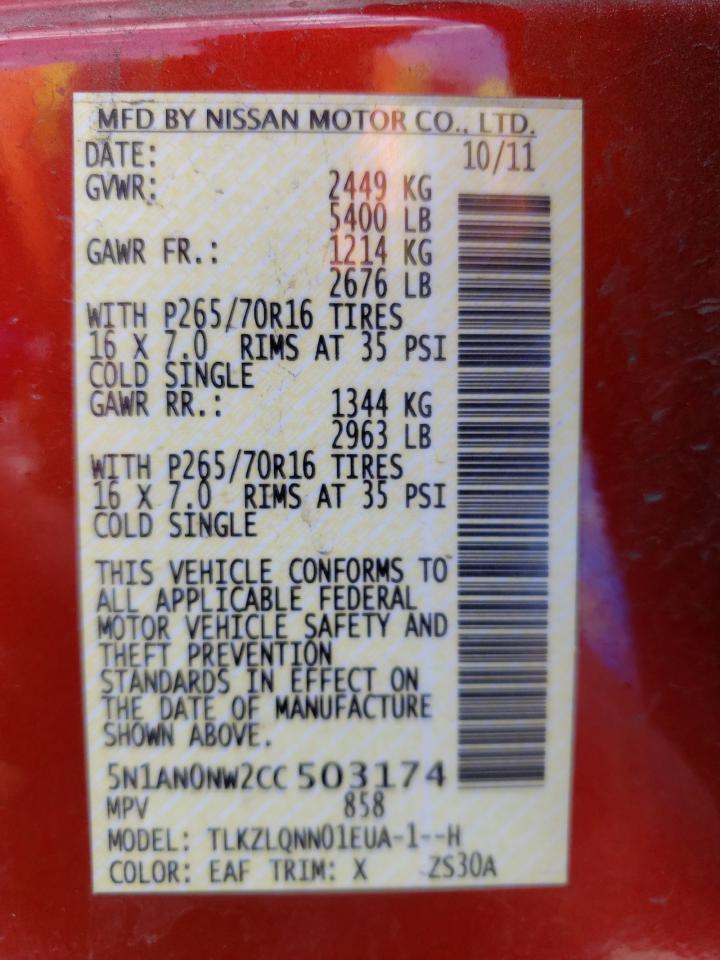 MFD BY NISSAN MOTOR CO., LTD.
DATE: 10/11
GVWR: 2449 KG
5400 LB
GAWR FR.: 1214 KG
2676 LB
WITH P265/70R16 TIRES
16 X 7.0 RIMS AT 35 PSI
COLD SINGLE
GAWR RR.: 1344 KG
2963 LB
WITH P265/70R16 TIRES
16 X 7.0 RIMS AT 35 PSI
COLD SINGLE
THIS VEHICLE CONFORMS TO
ALL APPLICABLE FEDERAL
MOTOR VEHICLE SAFETY AND
THEFT PREVENTION
STANDARDS IN EFFECT ON
THE DATE OF MANUFACTURE
SHOWN ABOVE.
5N1AN0NW2CC 503174
MPV 858
MODEL: TLKZLQNN01EUA-1--H
COLOR: EAF TRIM: X ZS30A